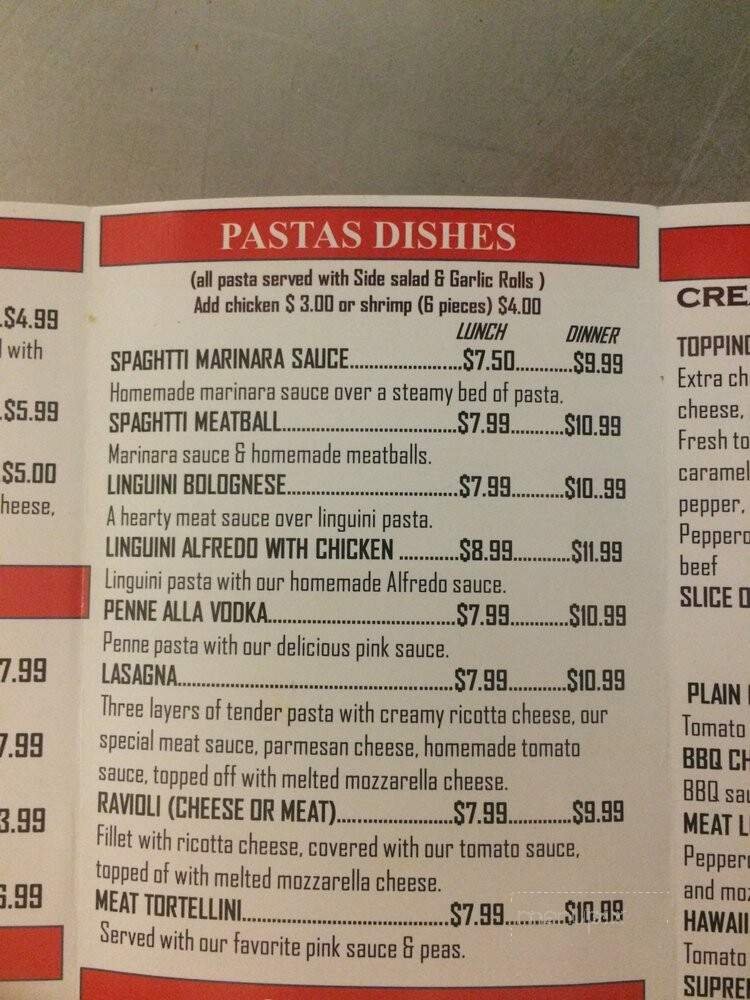 PASTAS DISHES
(all pasta served with Side salad & Garlic Rolls )
Add chicken $ 3.00 or shrimp (6 pieces) $4.00
LUNCH DINNER
SPAGHTTI MARINARA SAUCE.....................$7.50...........$9.99
Homemade marinara sauce over a steamy bed of pasta.
SPAGHTTI MEATBALL.................................$7.99..........$10.99
Marinara sauce & homemade meatballs.
LINGUINI BOLOGNESE................................$7.99..........$10..99
A hearty meat sauce over linguini pasta.
LINGUINI ALFREDO WITH CHICKEN ...........$8.99...........$11.99
Linguini pasta with our homemade Alfredo sauce.
PENNE ALLA VODKA...................................$7.99...........$10.99
Penne pasta with our delicious pink sauce.
LASAGNA....................................................$7.99...........$10.99
Three layers of tender pasta with creamy ricotta cheese, our
special meat sauce, parmesan cheese, homemade tomato
sauce, topped off with melted mozzarella cheese.
RAVIOLI (CHEESE OR MEAT)......................$7.99............$9.99
Fillet with ricotta cheese, covered with our tomato sauce,
topped of with melted mozzarella cheese.
MEAT TORTELLINI.......................................$7.99............$10.99
Served with our favorite pink sauce & peas.
.$4.99
with
.$5.99
$5.00
heese,
7.99
7.99
3.99
6.99
CRE
TOPPING
Extra ch
cheese,
Fresh to
caramel
pepper,
Peppero
beef
SLICE O
PLAIN
Tomato
BBQ CH
BBQ sau
MEAT L
Pepper
and moz
HAWAII
Tomato
SUPRE